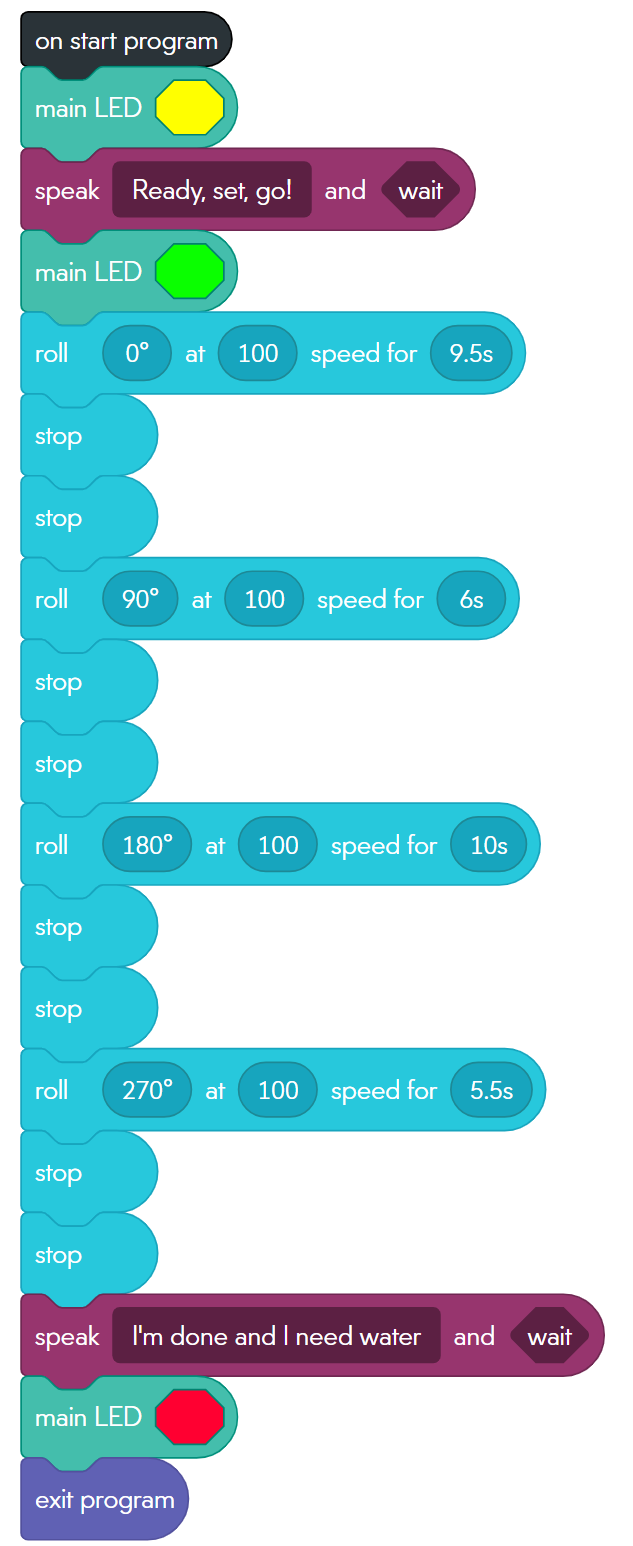 on start program
main LED
speak Ready, set, go! and wait
main LED
roll 0° at 100 speed for 9.5s
stop
stop
roll 90° at 100 speed for 6s
stop
stop
roll 180° at 100 speed for 10s
stop
stop
roll 270° at 100 speed for 5.5s
stop
stop
speak I'm done and I need water and wait
main LED
exit program